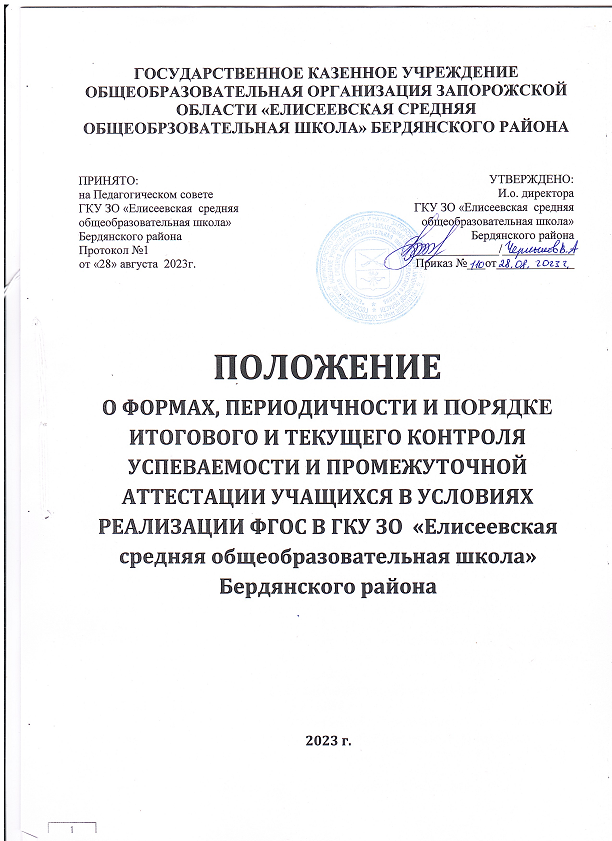 ГОСУДАРСТВЕННОЕ КАЗЕННОЕ УЧРЕЖДЕНИЕ
ОБЩЕОБРАЗОВАТЕЛЬНАЯ ОРГАНИЗАЦИЯ ЗАПОРОЖСКОЙ
ОБЛАСТИ «ЕЛИСЕЕВСКАЯ СРЕДНЯЯ
ОБЩЕОБРЗОВАТЕЛЬНАЯ ШКОЛА» БЕРДЯНСКОГО РАЙОНА
ПРИНЯТО:
на Педагогическом совете
ГКУ ЗО «Елисеевская средняя
общеобразовательная школа»
Бердянского района
Протокол №1
от «28» августа 2023г.
УТВЕРЖДЕНО:
И.о. директора
ГКУ ЗО «Елисеевская средняя
общеобразовательная школа»
Бердянского района
/ Чернышов В.А
Приказ № 110 от 28.08. 2023 г.
ПОЛОЖЕНИЕ
О ФОРМАХ, ПЕРИОДИЧНОСТИ И ПОРЯДКЕ
ИТОГОВОГО И ТЕКУЩЕГО КОНТРОЛЯ
УСПЕВАЕМОСТИ И ПРОМЕЖУТОЧНОЙ
АТТЕСТАЦИИ УЧАЩИХСЯ В УСЛОВИЯХ
РЕАЛИЗАЦИИ ФГОС В ГКУ ЗО «Елисеевская
средняя общеобразовательная школа»
Бердянского района
2023 г.
1